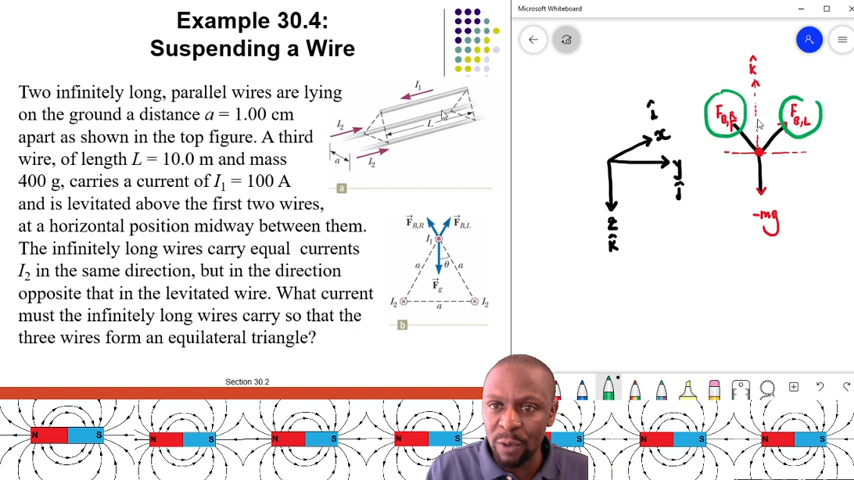 Example 30.4:
Suspending a Wire
Two infinitely long, parallel wires are lying
on the ground a distance a = 1.00 cm
apart as shown in the top figure. A third
wire, of length L = 10.0 m and mass
400 g, carries a current of I₁ = 100 A
and is levitated above the first two wires,
at a horizontal position midway between them.
The infinitely long wires carry equal currents
I₂ in the same direction, but in the direction
opposite that in the levitated wire. What current
must the infinitely long wires carry so that the
three wires form an equilateral triangle?
I₁
I₂
L
a
I₂
a
F⃗B,R F⃗B,L
I₁
θ
a a
F⃗g
I₂ a I₂
b
Section 30.2
Microsoft Whiteboard
k̂
FB,R FB,L
î
x
y
ĵ
z
k̂
-mg
N S
N S
N S
N S
N S
N S